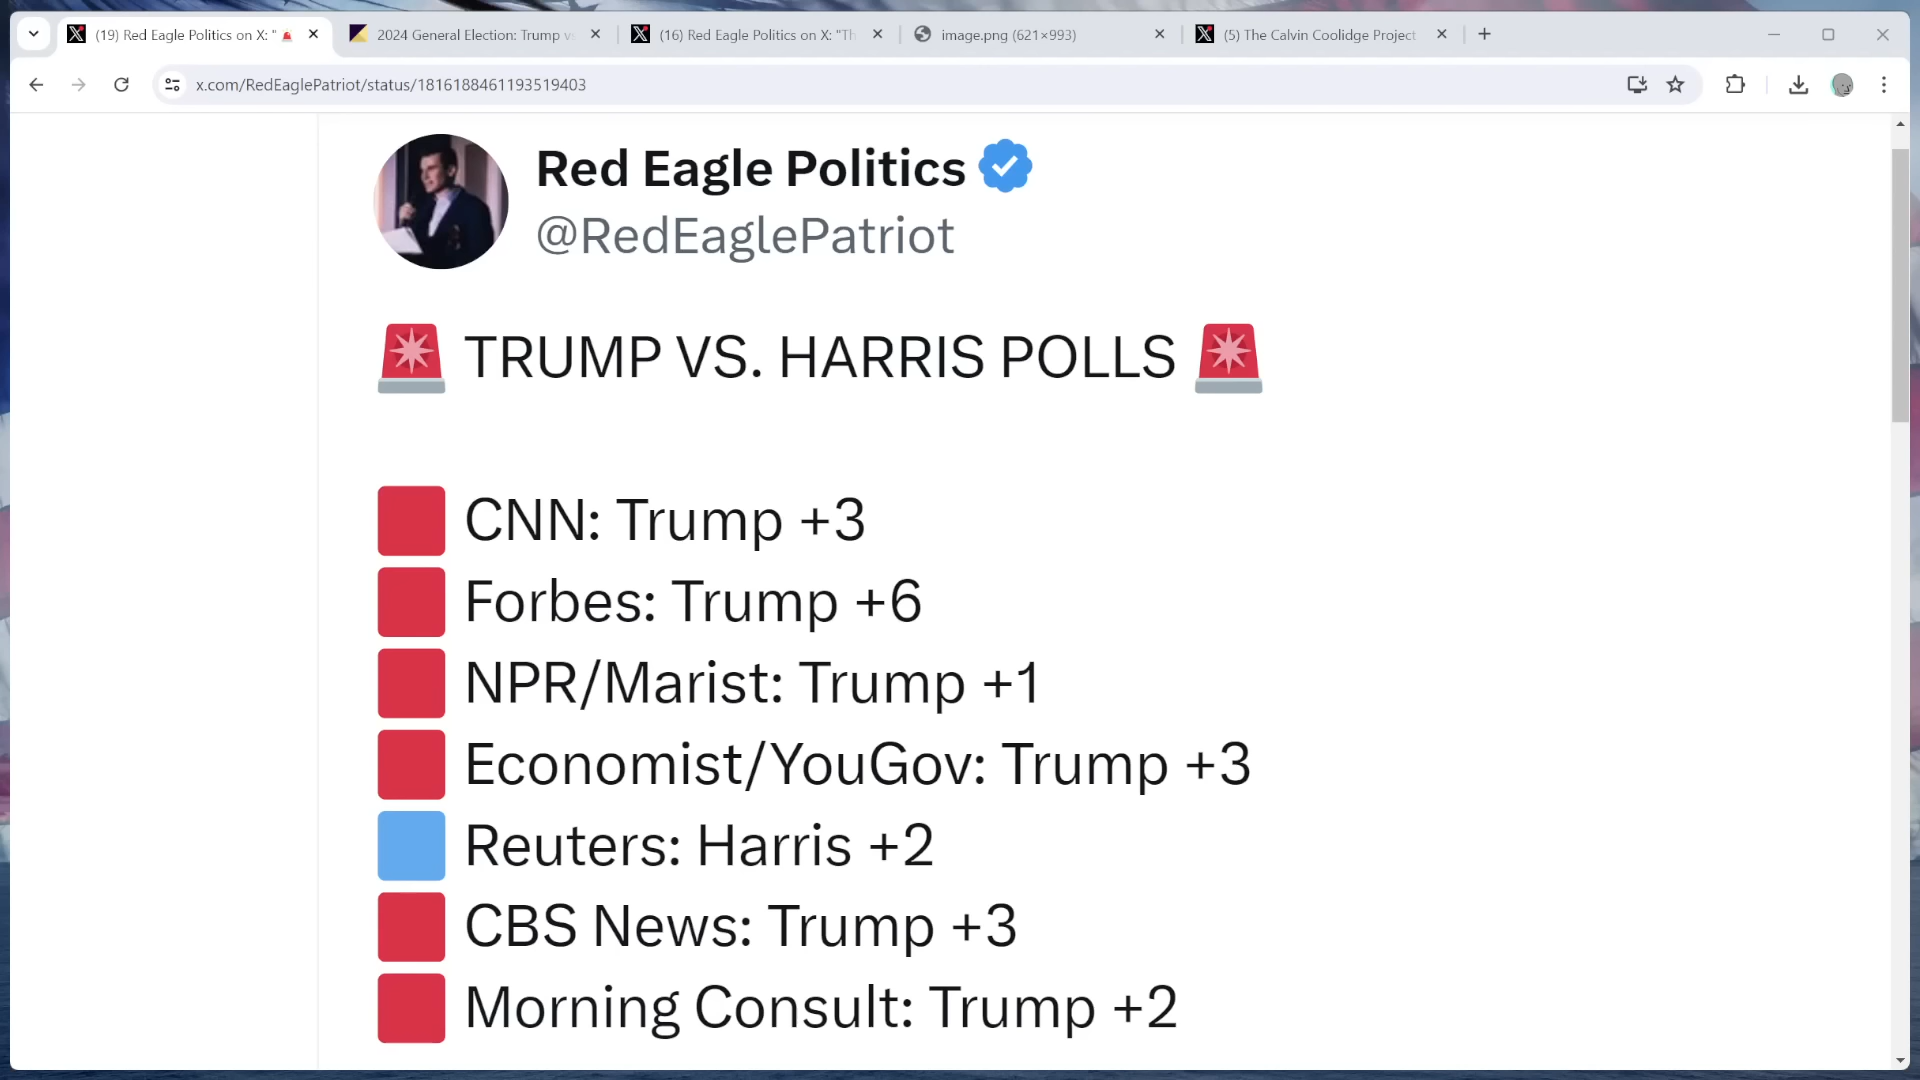 (19) Red Eagle Politics on X: "🚨
2024 General Election: Trump v
(16) Red Eagle Politics on X: "Th
image.png (621×993)
(5) The Calvin Coolidge Project
x.com/RedEaglePatriot/status/1816188461193519403
Red Eagle Politics
@RedEaglePatriot
🚨 TRUMP VS. HARRIS POLLS 🚨
🟥 CNN: Trump +3
🟥 Forbes: Trump +6
🟥 NPR/Marist: Trump +1
🟥 Economist/YouGov: Trump +3
🟦 Reuters: Harris +2
🟥 CBS News: Trump +3
🟥 Morning Consult: Trump +2